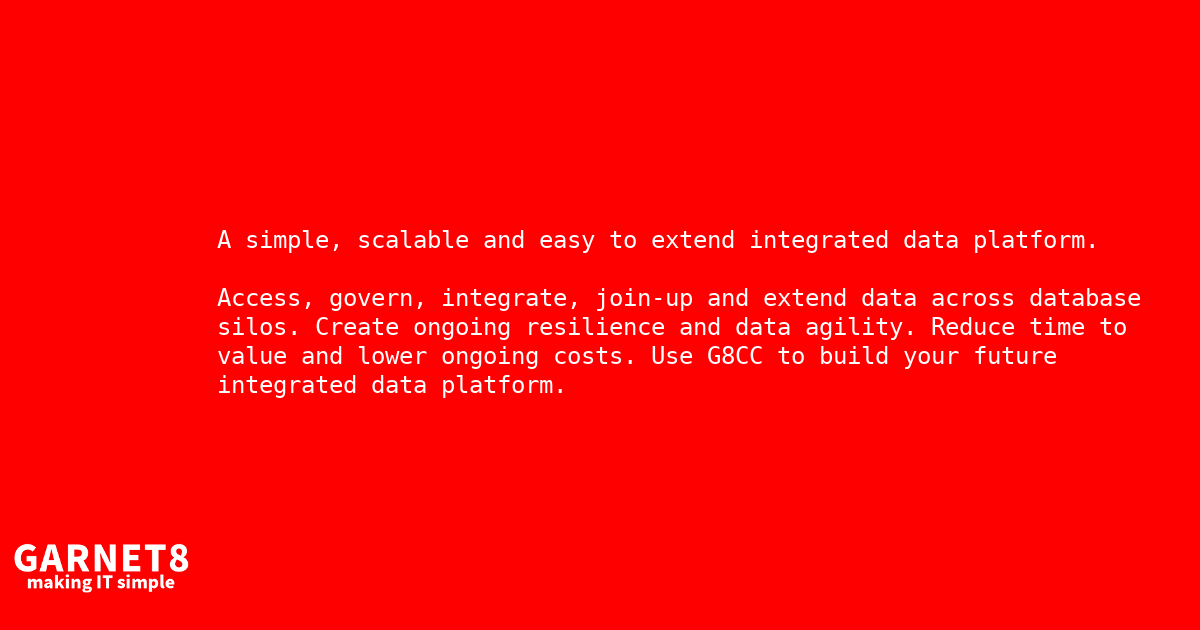 A simple, scalable and easy to extend integrated data platform.
Access, govern, integrate, join-up and extend data across database
silos. Create ongoing resilience and data agility. Reduce time to
value and lower ongoing costs. Use G8CC to build your future
integrated data platform.
GARNET8
making IT simple